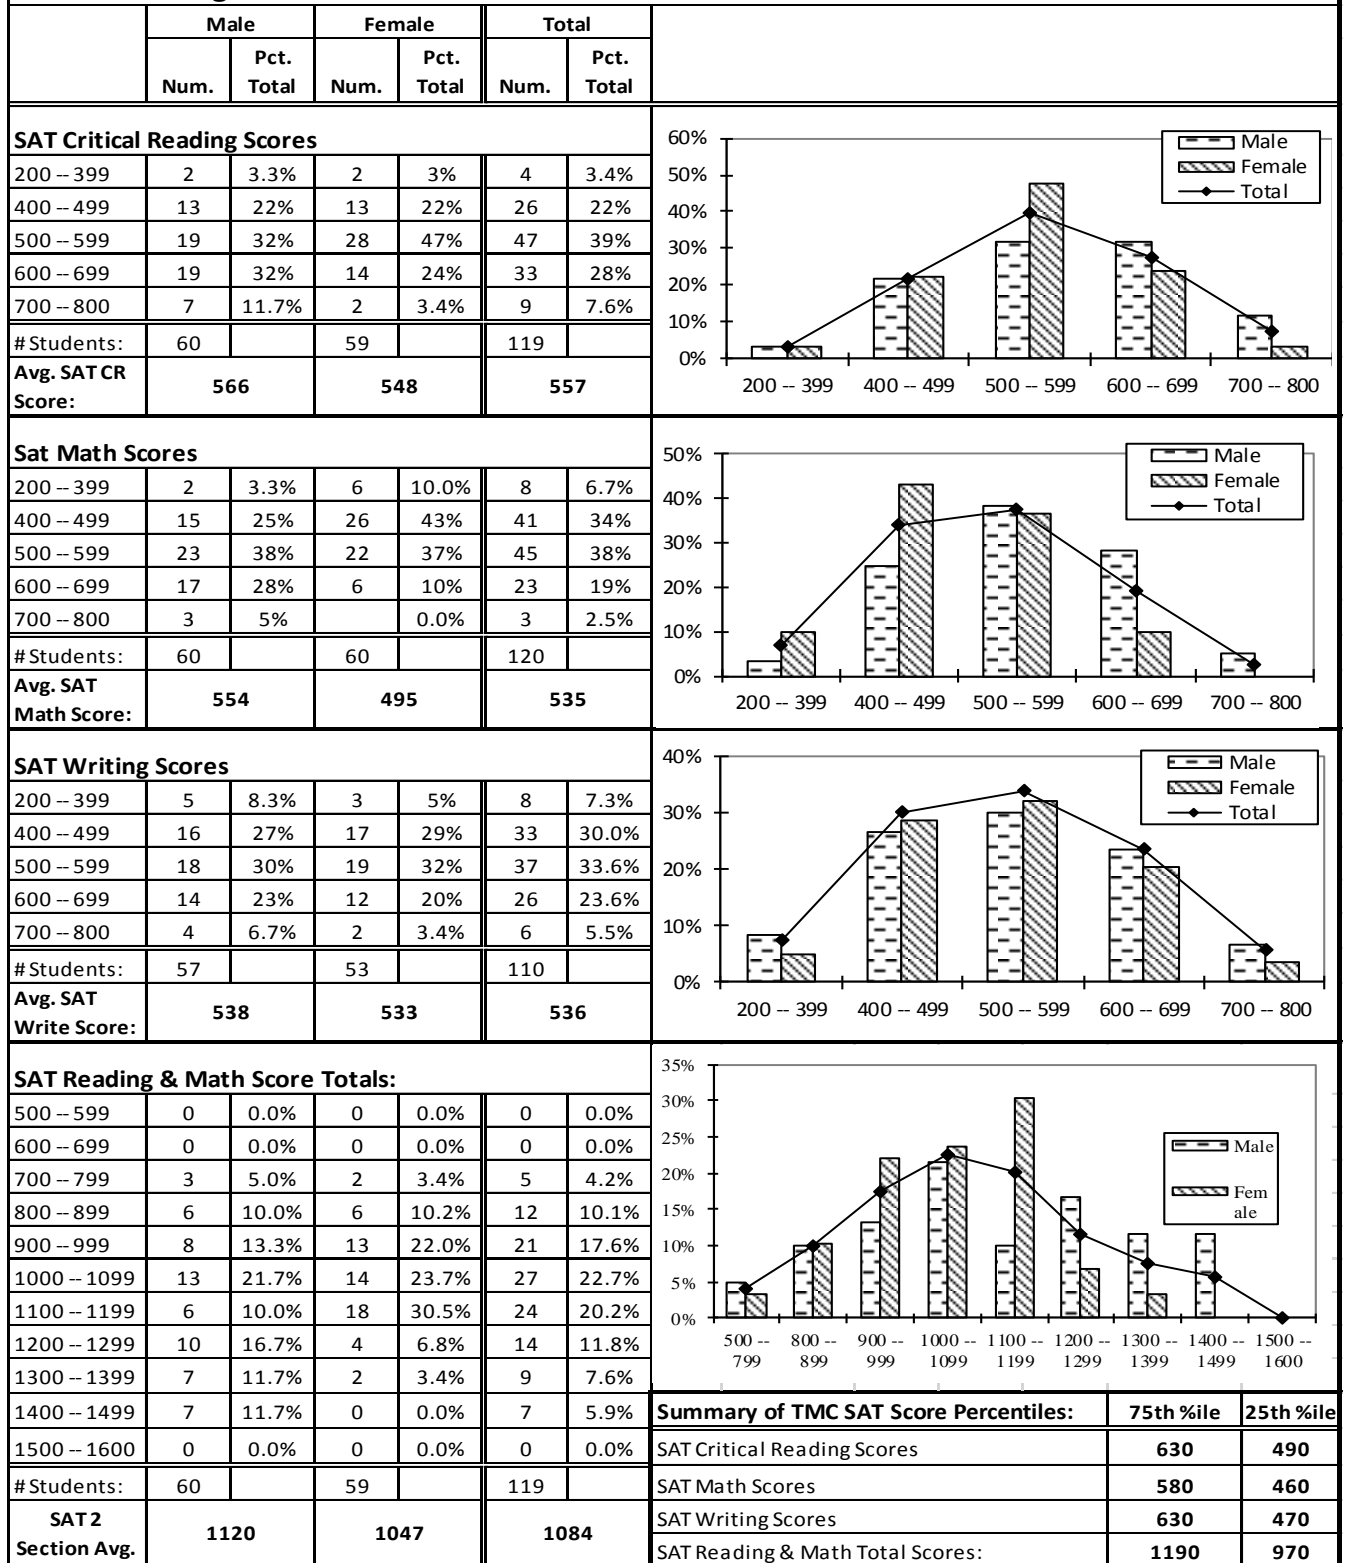 Male Female Total
Num. Pct. Total Num. Pct. Total Num. Pct. Total
SAT Critical Reading Scores
200 -- 399 2 3.3% 2 3% 4 3.4%
400 -- 499 13 22% 13 22% 26 22%
500 -- 599 19 32% 28 47% 47 39%
600 -- 699 19 32% 14 24% 33 28%
700 -- 800 7 11.7% 2 3.4% 9 7.6%
# Students: 60 59 119
Avg. SAT CR Score: 566 548 557
60%
50%
40%
30%
20%
10%
0%
200 -- 399 400 -- 499 500 -- 599 600 -- 699 700 -- 800
Male
Female
Total
Sat Math Scores
200 -- 399 2 3.3% 6 10.0% 8 6.7%
400 -- 499 15 25% 26 43% 41 34%
500 -- 599 23 38% 22 37% 45 38%
600 -- 699 17 28% 6 10% 23 19%
700 -- 800 3 5% 0.0% 3 2.5%
# Students: 60 60 120
Avg. SAT Math Score: 554 495 535
50%
40%
30%
20%
10%
0%
200 -- 399 400 -- 499 500 -- 599 600 -- 699 700 -- 800
Male
Female
Total
SAT Writing Scores
200 -- 399 5 8.3% 3 5% 8 7.3%
400 -- 499 16 27% 17 29% 33 30.0%
500 -- 599 18 30% 19 32% 37 33.6%
600 -- 699 14 23% 12 20% 26 23.6%
700 -- 800 4 6.7% 2 3.4% 6 5.5%
# Students: 57 53 110
Avg. SAT Write Score: 538 533 536
40%
30%
20%
10%
0%
200 -- 399 400 -- 499 500 -- 599 600 -- 699 700 -- 800
Male
Female
Total
SAT Reading & Math Score Totals:
500 -- 599 0 0.0% 0 0.0% 0 0.0%
600 -- 699 0 0.0% 0 0.0% 0 0.0%
700 -- 799 3 5.0% 2 3.4% 5 4.2%
800 -- 899 6 10.0% 6 10.2% 12 10.1%
900 -- 999 8 13.3% 13 22.0% 21 17.6%
1000 -- 1099 13 21.7% 14 23.7% 27 22.7%
1100 -- 1199 6 10.0% 18 30.5% 24 20.2%
1200 -- 1299 10 16.7% 4 6.8% 14 11.8%
1300 -- 1399 7 11.7% 2 3.4% 9 7.6%
1400 -- 1499 7 11.7% 0 0.0% 7 5.9%
1500 -- 1600 0 0.0% 0 0.0% 0 0.0%
# Students: 60 59 119
SAT 2 Section Avg. 1120 1047 1084
35%
30%
25%
20%
15%
10%
5%
0%
500 -- 799 800 -- 899 900 -- 999 1000 -- 1099 1100 -- 1199 1200 -- 1299 1300 -- 1399 1400 -- 1499 1500 -- 1600
Male
Fem
ale
Summary of TMC SAT Score Percentiles: 75th %ile 25th %ile
SAT Critical Reading Scores 630 490
SAT Math Scores 580 460
SAT Writing Scores 630 470
SAT Reading & Math Total Scores: 1190 970